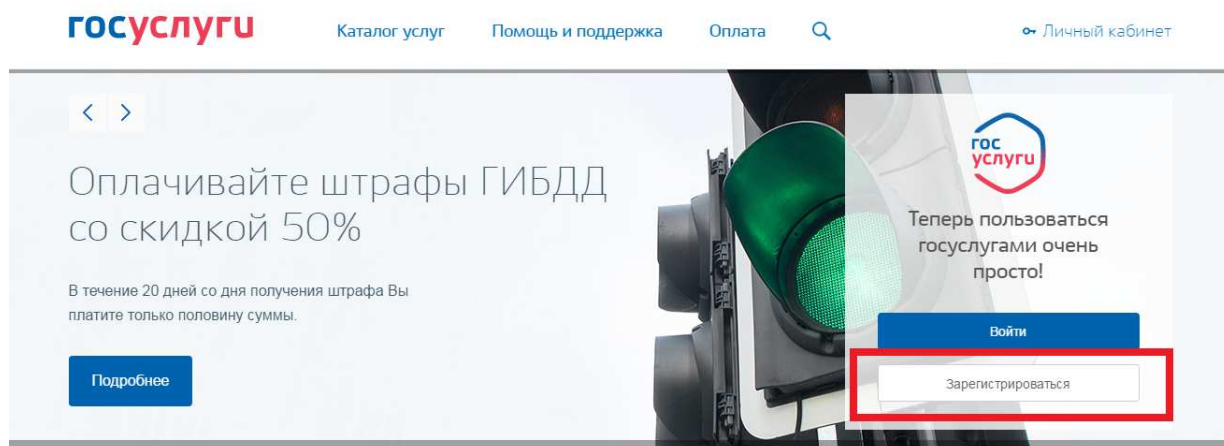 госуслуги
Каталог услуг
Помощь и поддержка
Оплата
Личный кабинет
Оплачивайте штрафы ГИБДД
со скидкой 50%
В течение 20 дней со дня получения штрафа Вы
платите только половину суммы.
Подробнее
гос
услуги
Теперь пользоваться
госуслугами очень
просто!
Войти
Зарегистрироваться